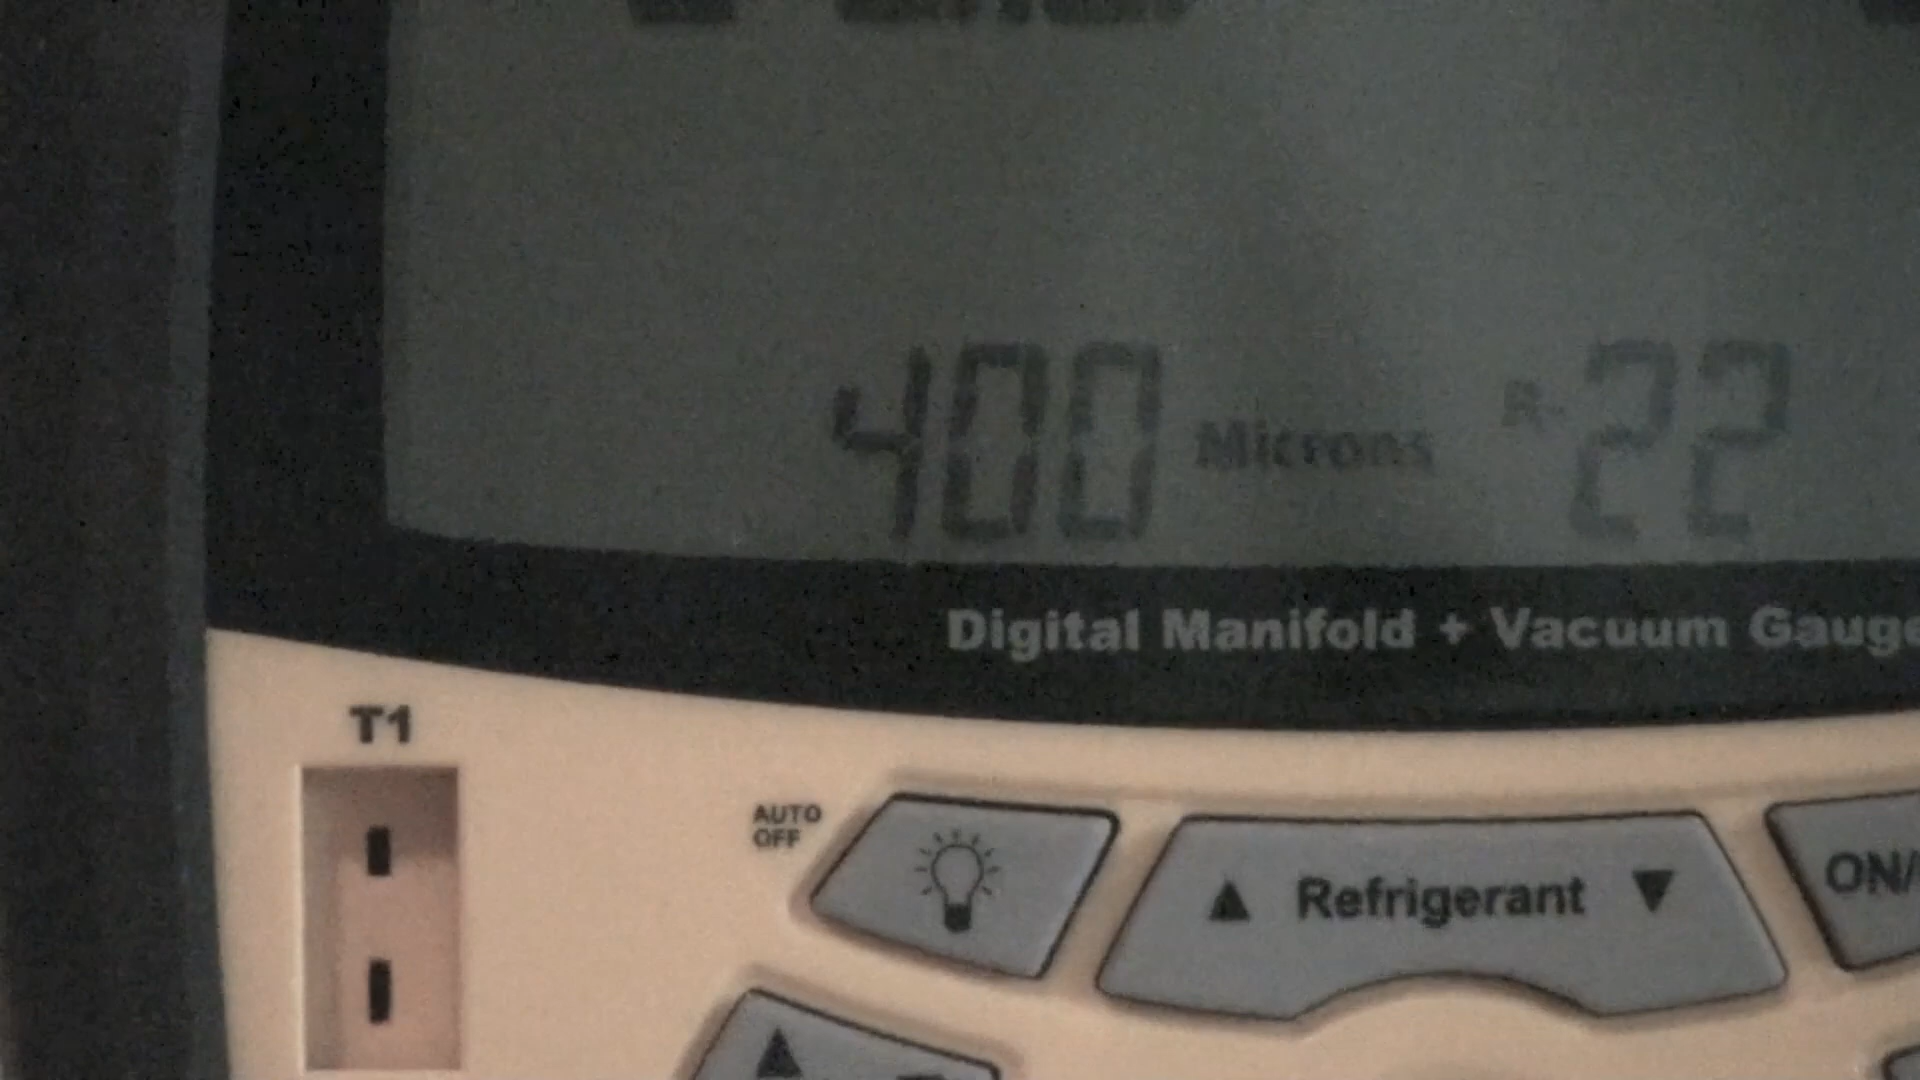 400 Microns R-22
Digital Manifold + Vacuum Gauge
T1
AUTO
OFF
▲ Refrigerant ▼
ON/
▲